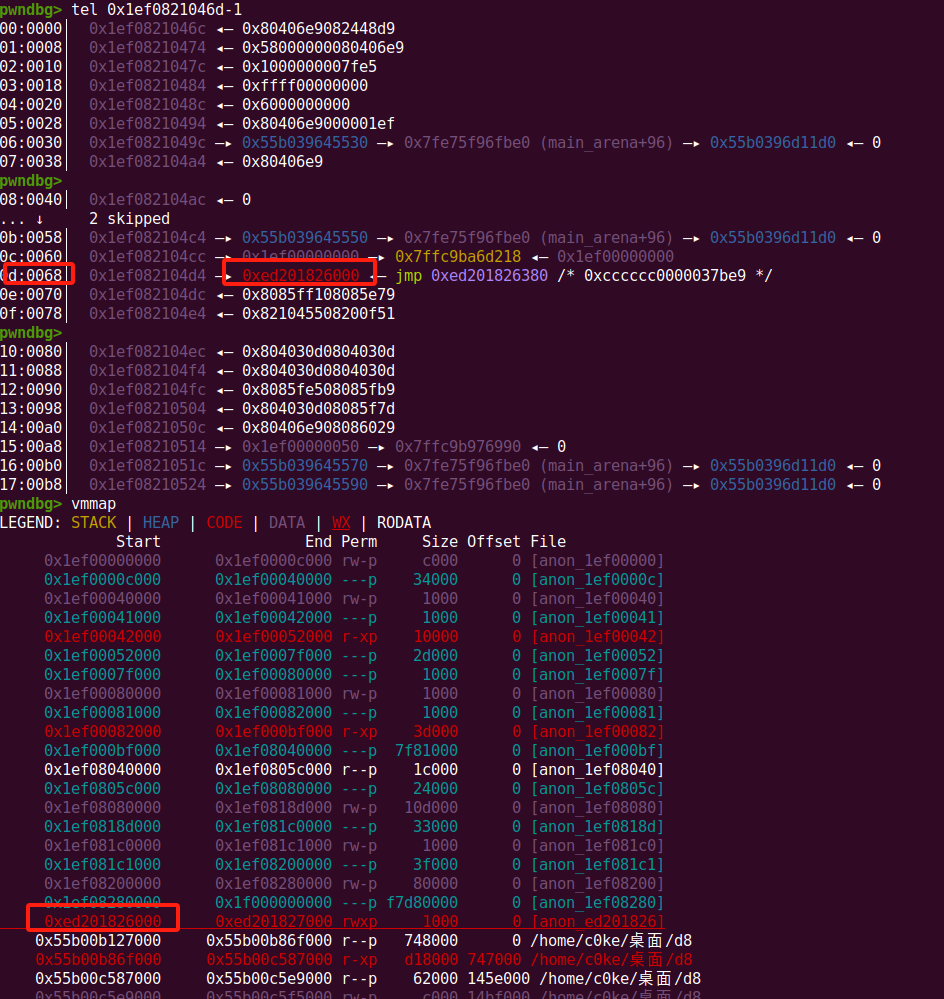 pwndbg> tel 0x1ef0821046d-1
00:0000│  0x1ef0821046c ◂— 0x80406e9082448d9
01:0008│  0x1ef08210474 ◂— 0x58000000080406e9
02:0010│  0x1ef0821047c ◂— 0x1000000007fe5
03:0018│  0x1ef08210484 ◂— 0xffff00000000
04:0020│  0x1ef0821048c ◂— 0x6000000000
05:0028│  0x1ef08210494 ◂— 0x80406e9000001ef
06:0030│  0x1ef0821049c —▸ 0x55b039645530 —▸ 0x7fe75f96fbe0 (main_arena+96) —▸ 0x55b0396d11d0 ◂— 0
07:0038│  0x1ef082104a4 ◂— 0x80406e9
pwndbg>
08:0040│  0x1ef082104ac ◂— 0
... ↓     2 skipped
0b:0058│  0x1ef082104c4 —▸ 0x55b039645550 —▸ 0x7fe75f96fbe0 (main_arena+96) —▸ 0x55b0396d11d0 ◂— 0
0c:0060│  0x1ef082104cc —▸ 0x1ef00000000 —▸ 0x7ffc9ba6d218 ◂— 0x1ef00000000
0d:0068│  0x1ef082104d4 —▸ 0xed201826000 ◂— jmp 0xed201826380 /* 0xcccccc0000037be9 */
0e:0070│  0x1ef082104dc ◂— 0x8085ff108085e79
0f:0078│  0x1ef082104e4 ◂— 0x821045508200f51
pwndbg>
10:0080│  0x1ef082104ec ◂— 0x804030d0804030d
11:0088│  0x1ef082104f4 ◂— 0x804030d0804030d
12:0090│  0x1ef082104fc ◂— 0x8085fe508085fb9
13:0098│  0x1ef08210504 ◂— 0x804030d08085f7d
14:00a0│  0x1ef0821050c ◂— 0x80406e908086029
15:00a8│  0x1ef08210514 —▸ 0x1ef00000050 —▸ 0x7ffc9b976990 ◂— 0
16:00b0│  0x1ef0821051c —▸ 0x55b039645570 —▸ 0x7fe75f96fbe0 (main_arena+96) —▸ 0x55b0396d11d0 ◂— 0
17:00b8│  0x1ef08210524 —▸ 0x55b039645590 —▸ 0x7fe75f96fbe0 (main_arena+96) —▸ 0x55b0396d11d0 ◂— 0
pwndbg> vmmap
LEGEND: STACK | HEAP | CODE | DATA | WX | RODATA
Start End Perm Size Offset File
0x1ef00000000 0x1ef0000c000 rw-p c000 0 [anon_1ef00000]
0x1ef0000c000 0x1ef00040000 ---p 34000 0 [anon_1ef0000c]
0x1ef00040000 0x1ef00041000 rw-p 1000 0 [anon_1ef00040]
0x1ef00041000 0x1ef00042000 ---p 1000 0 [anon_1ef00041]
0x1ef00042000 0x1ef00052000 r-xp 10000 0 [anon_1ef00042]
0x1ef00052000 0x1ef0007f000 ---p 2d000 0 [anon_1ef00052]
0x1ef0007f000 0x1ef00080000 ---p 1000 0 [anon_1ef0007f]
0x1ef00080000 0x1ef00081000 rw-p 1000 0 [anon_1ef00080]
0x1ef00081000 0x1ef00082000 ---p 1000 0 [anon_1ef00081]
0x1ef00082000 0x1ef000bf000 r-xp 3d000 0 [anon_1ef00082]
0x1ef000bf000 0x1ef08040000 ---p 7f81000 0 [anon_1ef000bf]
0x1ef08040000 0x1ef0805c000 r--p 1c000 0 [anon_1ef08040]
0x1ef0805c000 0x1ef08080000 ---p 24000 0 [anon_1ef0805c]
0x1ef08080000 0x1ef0818d000 rw-p 10d000 0 [anon_1ef08080]
0x1ef0818d000 0x1ef081c0000 ---p 33000 0 [anon_1ef0818d]
0x1ef081c0000 0x1ef081c1000 rw-p 1000 0 [anon_1ef081c0]
0x1ef081c1000 0x1ef08200000 ---p 3f000 0 [anon_1ef081c1]
0x1ef08200000 0x1ef08280000 rw-p 80000 0 [anon_1ef08200]
0x1ef08280000 0x1f000000000 ---p f7d80000 0 [anon_1ef08280]
0xed201826000 0xed201827000 rwxp 1000 0 [anon_ed201826]
0x55b00b127000 0x55b00b86f000 r--p 748000 0 /home/c0ke/桌面/d8
0x55b00b86f000 0x55b00c587000 r-xp d18000 747000 /home/c0ke/桌面/d8
0x55b00c587000 0x55b00c5e9000 r--p 62000 145e000 /home/c0ke/桌面/d8
0x55b00c5e9000 0x55b00c5f5000 rw-p c000 14bf000 /home/c0ke/桌面/d8